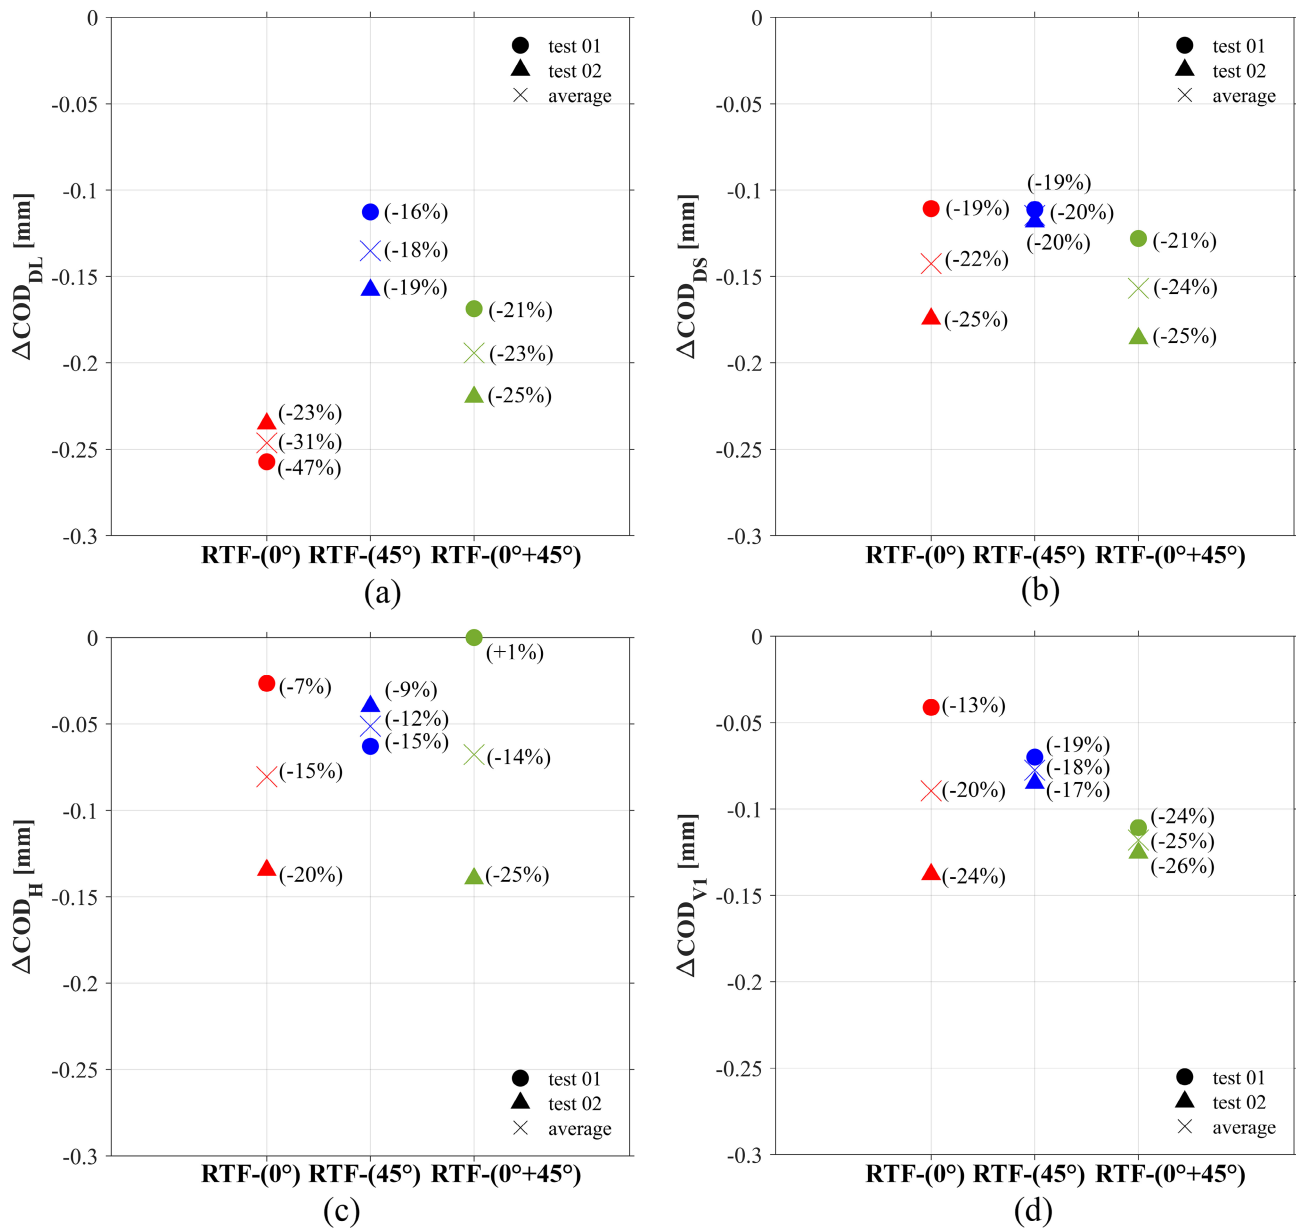 0
-0.05
-0.1
-0.15
-0.2
-0.25
-0.3
ΔCOD_DL [mm]
test 01
test 02
average
(-16%)
(-18%)
(-19%)
(-21%)
(-23%)
(-25%)
(-23%)
(-31%)
(-47%)
RTF-(0°) RTF-(45°) RTF-(0°+45°)
(a)
0
-0.05
-0.1
-0.15
-0.2
-0.25
-0.3
ΔCOD_DS [mm]
test 01
test 02
average
(-19%)
(-19%)
(-20%)
(-20%)
(-21%)
(-22%)
(-24%)
(-25%)
(-25%)
RTF-(0°) RTF-(45°) RTF-(0°+45°)
(b)
0
-0.05
-0.1
-0.15
-0.2
-0.25
-0.3
ΔCOD_H [mm]
(+1%)
(-7%)
(-9%)
(-12%)
(-15%)
(-14%)
(-15%)
(-20%)
(-25%)
test 01
test 02
average
RTF-(0°) RTF-(45°) RTF-(0°+45°)
(c)
0
-0.05
-0.1
-0.15
-0.2
-0.25
-0.3
ΔCOD_V1 [mm]
(-13%)
(-19%)
(-18%)
(-17%)
(-20%)
(-24%)
(-25%)
(-26%)
(-24%)
test 01
test 02
average
RTF-(0°) RTF-(45°) RTF-(0°+45°)
(d)